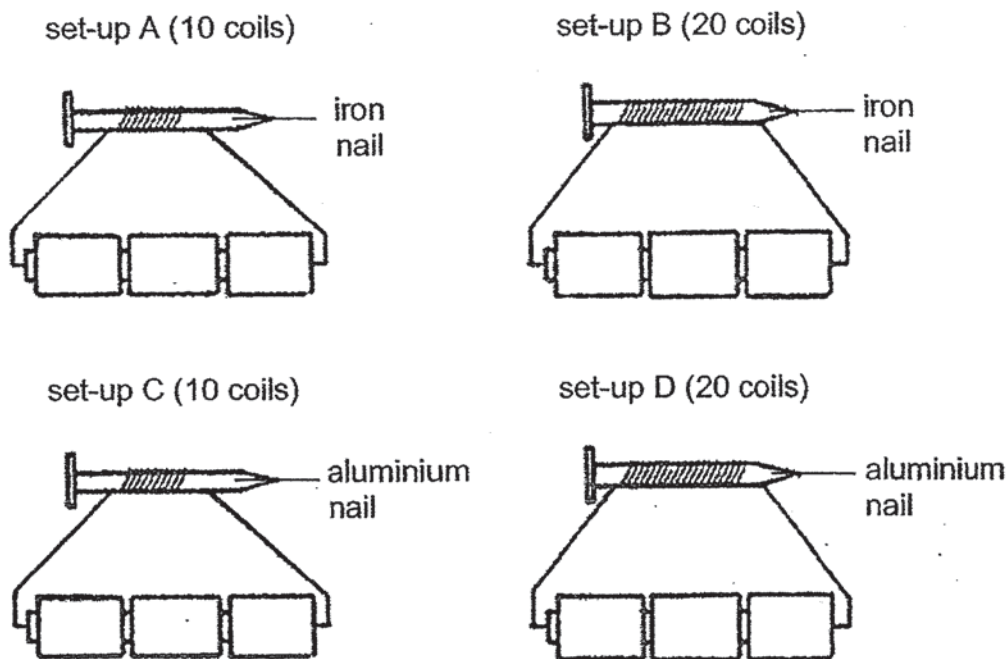 set-up A (10 coils)
set-up B (20 coils)
iron
nail
iron
nail
set-up C (10 coils)
set-up D (20 coils)
aluminium
nail
aluminium
nail